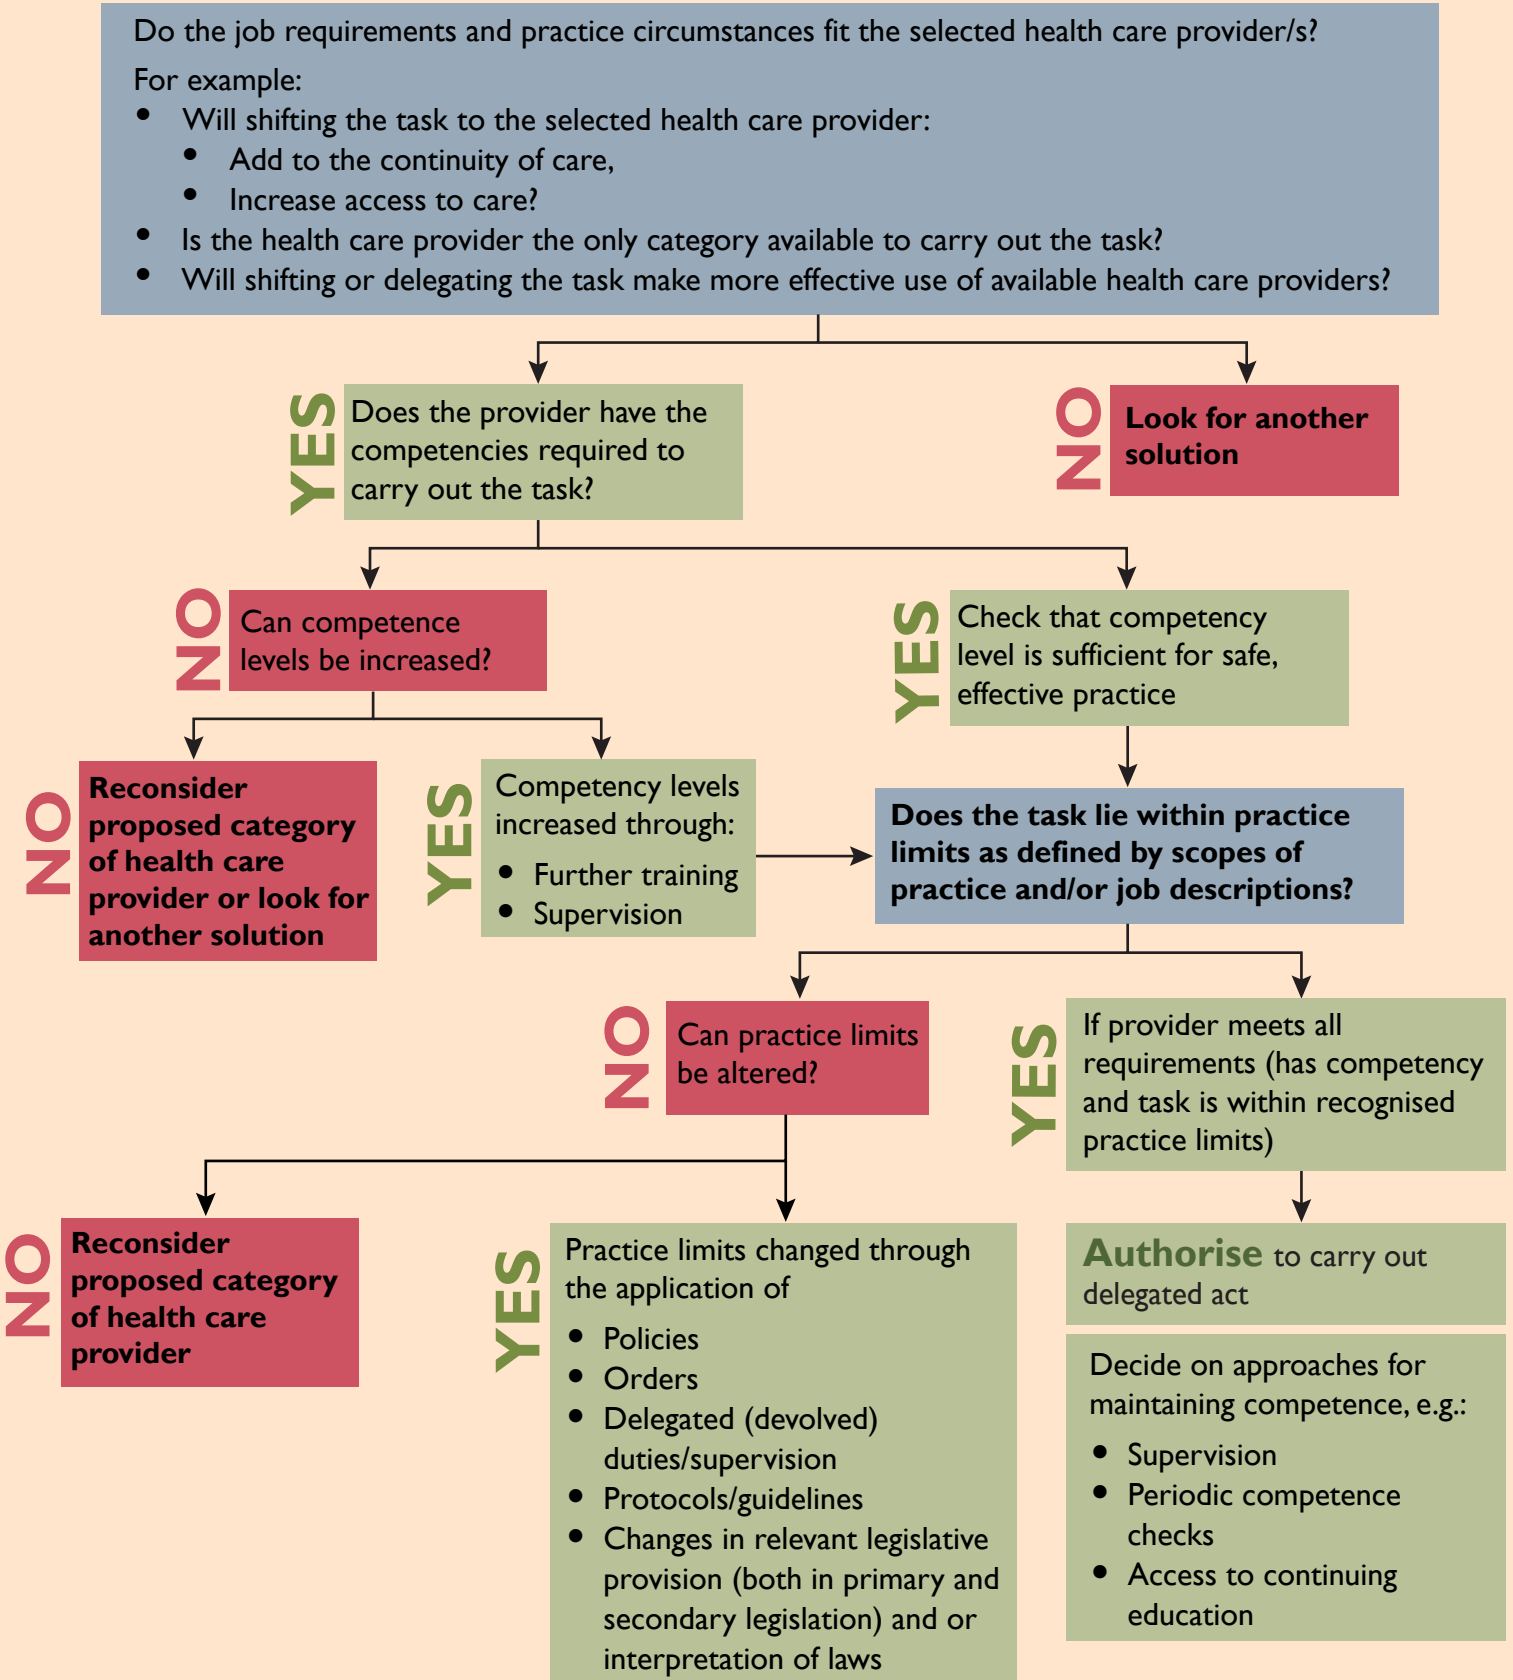 Do the job requirements and practice circumstances fit the selected health care provider/s?
For example:
• Will shifting the task to the selected health care provider:
• Add to the continuity of care,
• Increase access to care?
• Is the health care provider the only category available to carry out the task?
• Will shifting or delegating the task make more effective use of available health care providers?
YES
Does the provider have the
competencies required to
carry out the task?
NO
Look for another
solution
NO
Can competence
levels be increased?
YES
Check that competency
level is sufficient for safe,
effective practice
NO
Reconsider
proposed category
of health care
provider or look for
another solution
YES
Competency levels
increased through:
• Further training
• Supervision
Does the task lie within practice
limits as defined by scopes of
practice and/or job descriptions?
NO
Can practice limits
be altered?
YES
If provider meets all
requirements (has competency
and task is within recognised
practice limits)
NO
Reconsider
proposed category
of health care
provider
YES
Practice limits changed through
the application of
• Policies
• Orders
• Delegated (devolved)
duties/supervision
• Protocols/guidelines
• Changes in relevant legislative
provision (both in primary and
secondary legislation) and or
interpretation of laws
Authorise to carry out
delegated act
Decide on approaches for
maintaining competence, e.g.:
• Supervision
• Periodic competence
checks
• Access to continuing
education